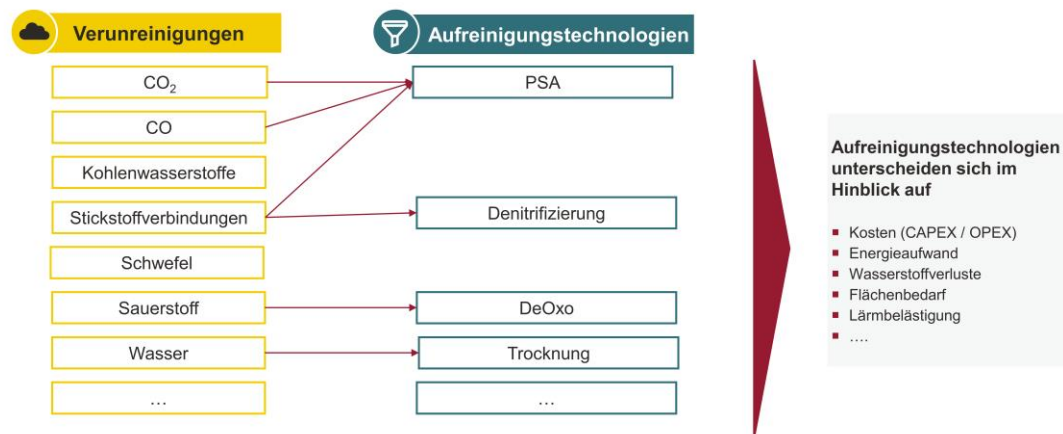 Verunreinigungen
Aufreinigungstechnologien
CO₂
PSA
CO
Kohlenwasserstoffe
Stickstoffverbindungen
Denitrifizierung
Schwefel
Sauerstoff
DeOxo
Wasser
Trocknung
...
...
Aufreinigungstechnologien
unterscheiden sich im
Hinblick auf
▪ Kosten (CAPEX / OPEX)
▪ Energieaufwand
▪ Wasserstoffverluste
▪ Flächenbedarf
▪ Lärmbelästigung
▪ ....